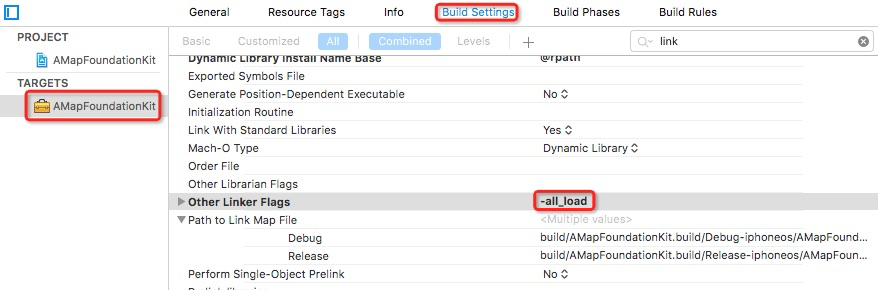 General Resource Tags Info Build Settings Build Phases Build Rules
PROJECT
AMapFoundationKit
TARGETS
AMapFoundationKit
Basic Customized All Combined Levels + link
Dynamic Library Install Name Base @rpath
Exported Symbols File
Generate Position-Dependent Executable No
Initialization Routine
Link With Standard Libraries Yes
Mach-O Type Dynamic Library
Order File
Other Librarian Flags
Other Linker Flags -all_load
Path to Link Map File <Multiple values>
Debug build/AMapFoundationKit.build/Debug-iphoneos/AMapFound...
Release build/AMapFoundationKit.build/Release-iphoneos/AMapFoun...
Perform Single-Object Prelink No